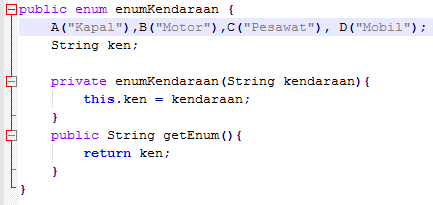 public enum enumKendaraan {
    A("Kapal"),B("Motor"),C("Pesawat"), D("Mobil");
    String ken;

    private enumKendaraan(String kendaraan){
        this.ken = kendaraan;
    }
    public String getEnum(){
        return ken;
    }
}